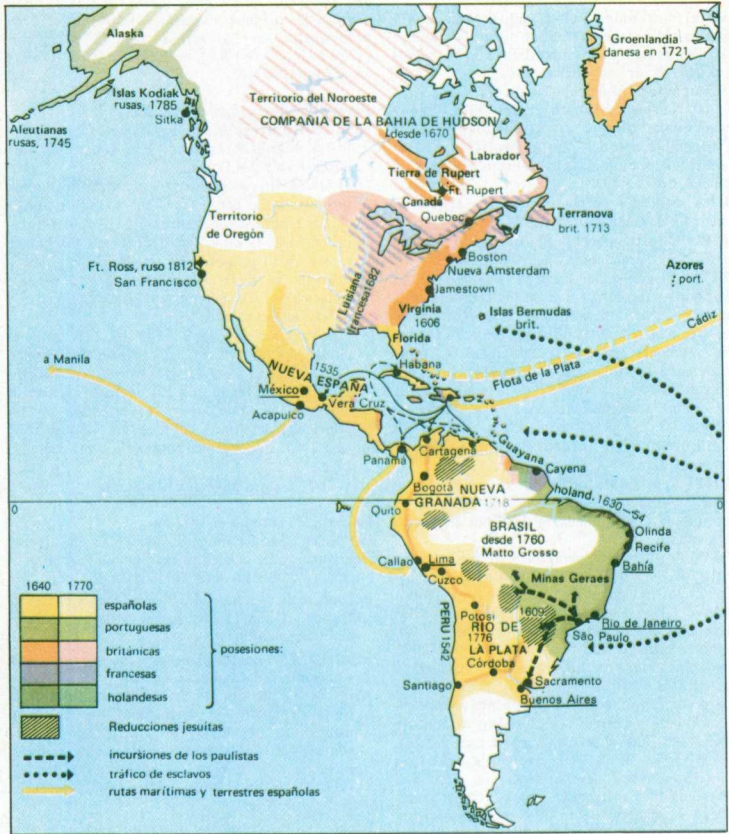 Alaska
Groenlandia
danesa en 1721
Islas Kodiak
rusas, 1785
Sitka
Aleutianas
rusas, 1745
Territorio del Noroeste
COMPAÑIA DE LA BAHIA DE HUDSON
desde 1670
Labrador
Tierra de Rupert
Ft. Rupert
Canadá
Quebec
Terranova
brit. 1713
Territorio
de Oregón
Boston
Nueva Amsterdam
Ft. Ross, ruso 1812
San Francisco
Luisiana
francesa 1682
Jamestown
Virginia
1606
Azores
port.
Islas Bermudas
brit.
Florida
Cádiz
a Manila
Habana
Flota de la Plata
NUEVA ESPAÑA
1535
México
Vera Cruz
Acapulco
Panamá
Cartagena
Guayana
Cayena
Bogotá
NUEVA
GRANADA 1718
holand. 1630-54
0
Quito
0
BRASIL
desde 1760
Matto Grosso
Olinda
Recife
Callao
Lima
Cuzco
Bahía
Minas Geraes
PERU 1542
Potosí
1609
RIO DE
1776
LA PLATA
Rio de Janeiro
São Paulo
Córdoba
Santiago
Sacramento
Buenos Aires
1640 1770
españolas
portuguesas
británicas
francesas
holandesas
posesiones:
Reducciones jesuitas
incursiones de los paulistas
tráfico de esclavos
rutas marítimas y terrestres españolas